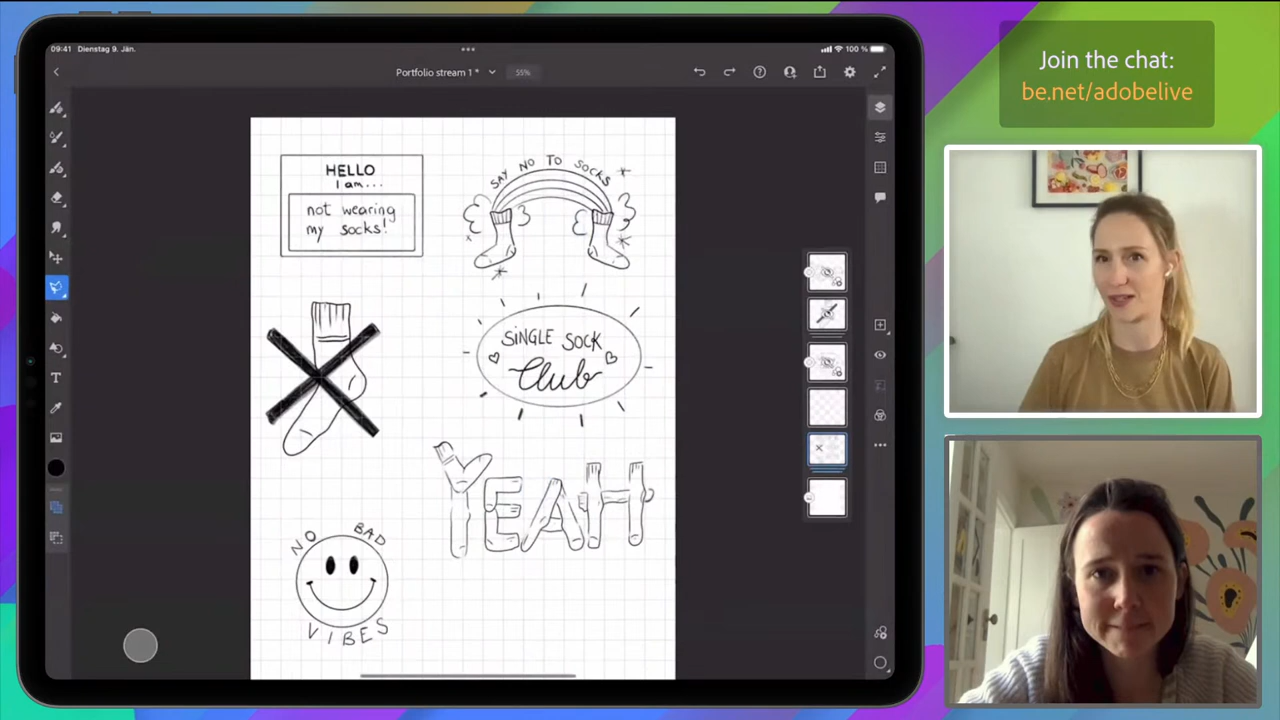 09:41 Dienstag 9. Jän.
100 %
Portfolio stream 1 *
55%
HELLO
I am...
not wearing
my socks!
SAY NO TO SOCKS
SINGLE SOCK
Club
YEAH
NO BAD
VIBES
Join the chat:
be.net/adobelive